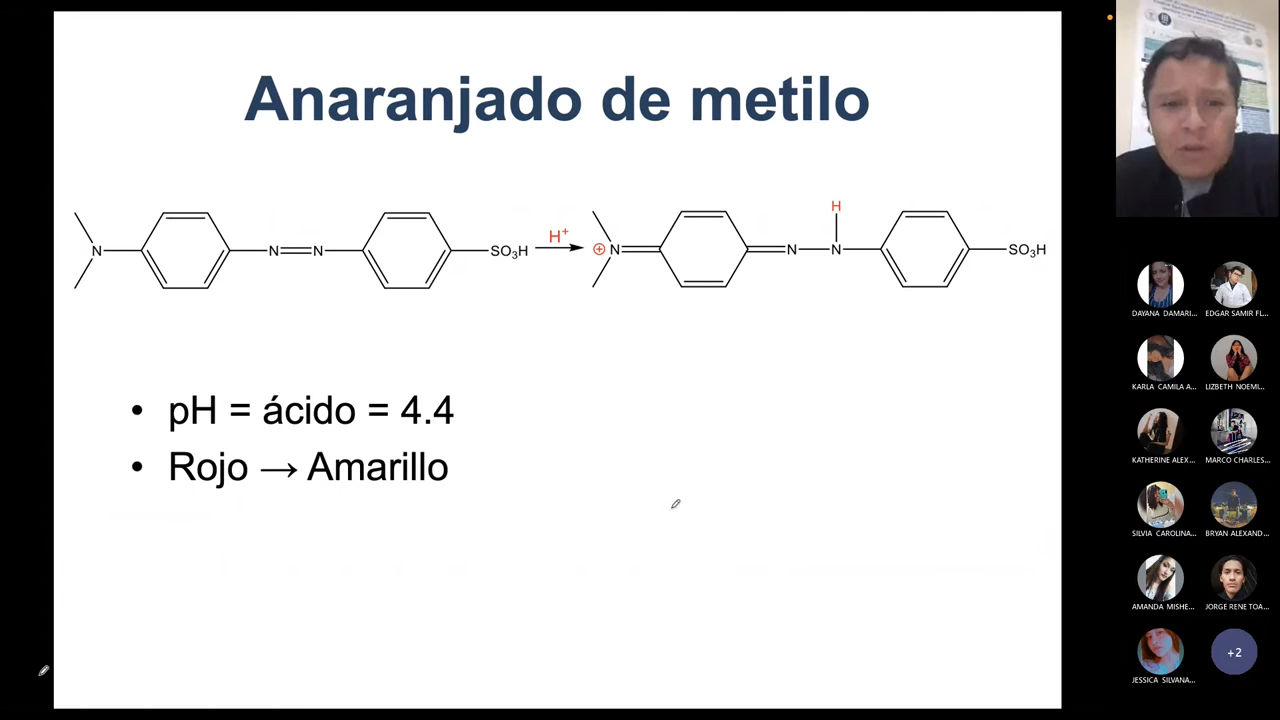 Anaranjado de metilo
N
N
N
SO₃H
H⁺
⊕
N
N
N
H
SO₃H
• pH = ácido = 4.4
• Rojo → Amarillo
DAYANA DAMARI...
EDGAR SAMIR FL...
KARLA CAMILA A...
LIZBETH NOEMI...
KATHERINE ALEX...
MARCO CHARLES...
SILVIA CAROLINA...
BRYAN ALEXAND...
AMANDA MISHE...
JORGE RENE TOA...
JESSICA SILVANA...
+2